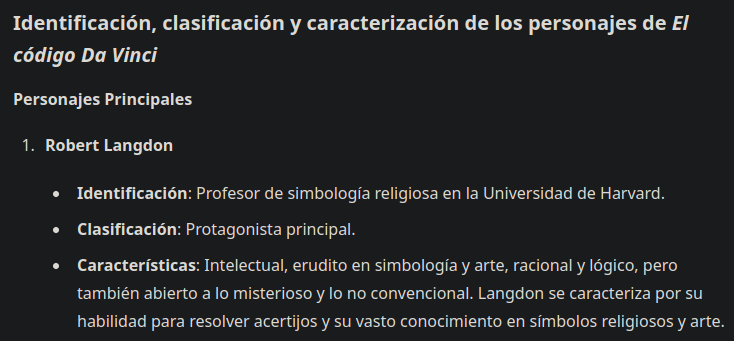 Identificación, clasificación y caracterización de los personajes de El
código Da Vinci
Personajes Principales
1. Robert Langdon
• Identificación: Profesor de simbología religiosa en la Universidad de Harvard.
• Clasificación: Protagonista principal.
• Características: Intelectual, erudito en simbología y arte, racional y lógico, pero
también abierto a lo misterioso y lo no convencional. Langdon se caracteriza por su
habilidad para resolver acertijos y su vasto conocimiento en símbolos religiosos y arte.